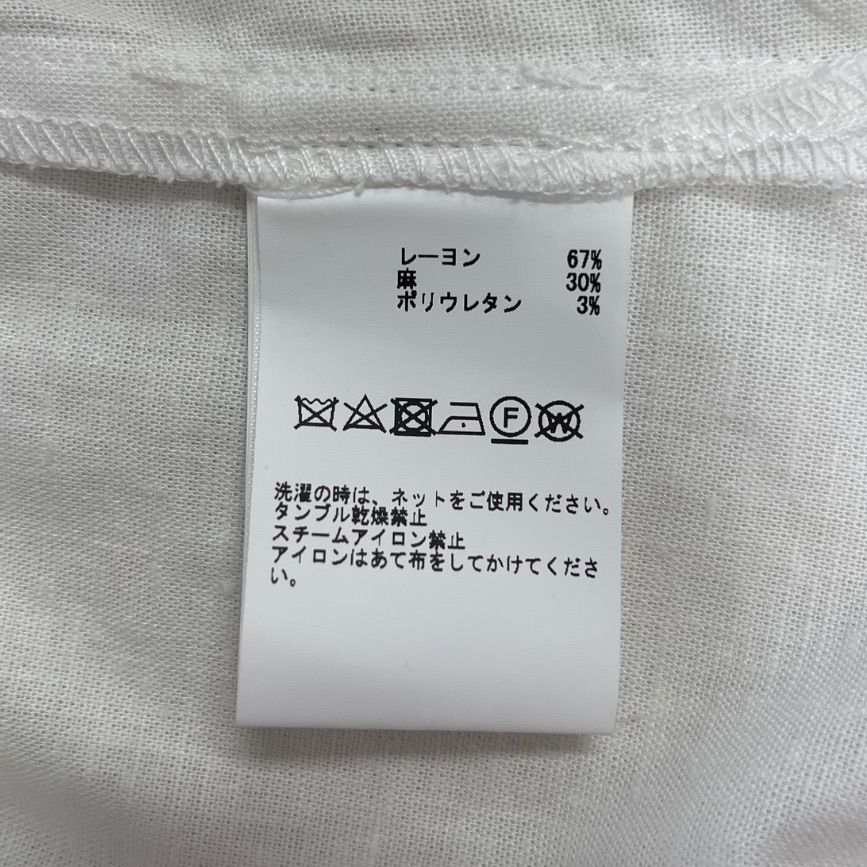 レーヨン 67%
麻 30%
ポリウレタン 3%
F W
洗濯の時は、ネットをご使用ください。
タンブル乾燥禁止
スチームアイロン禁止
アイロンはあて布をしてかけてくださ
い。